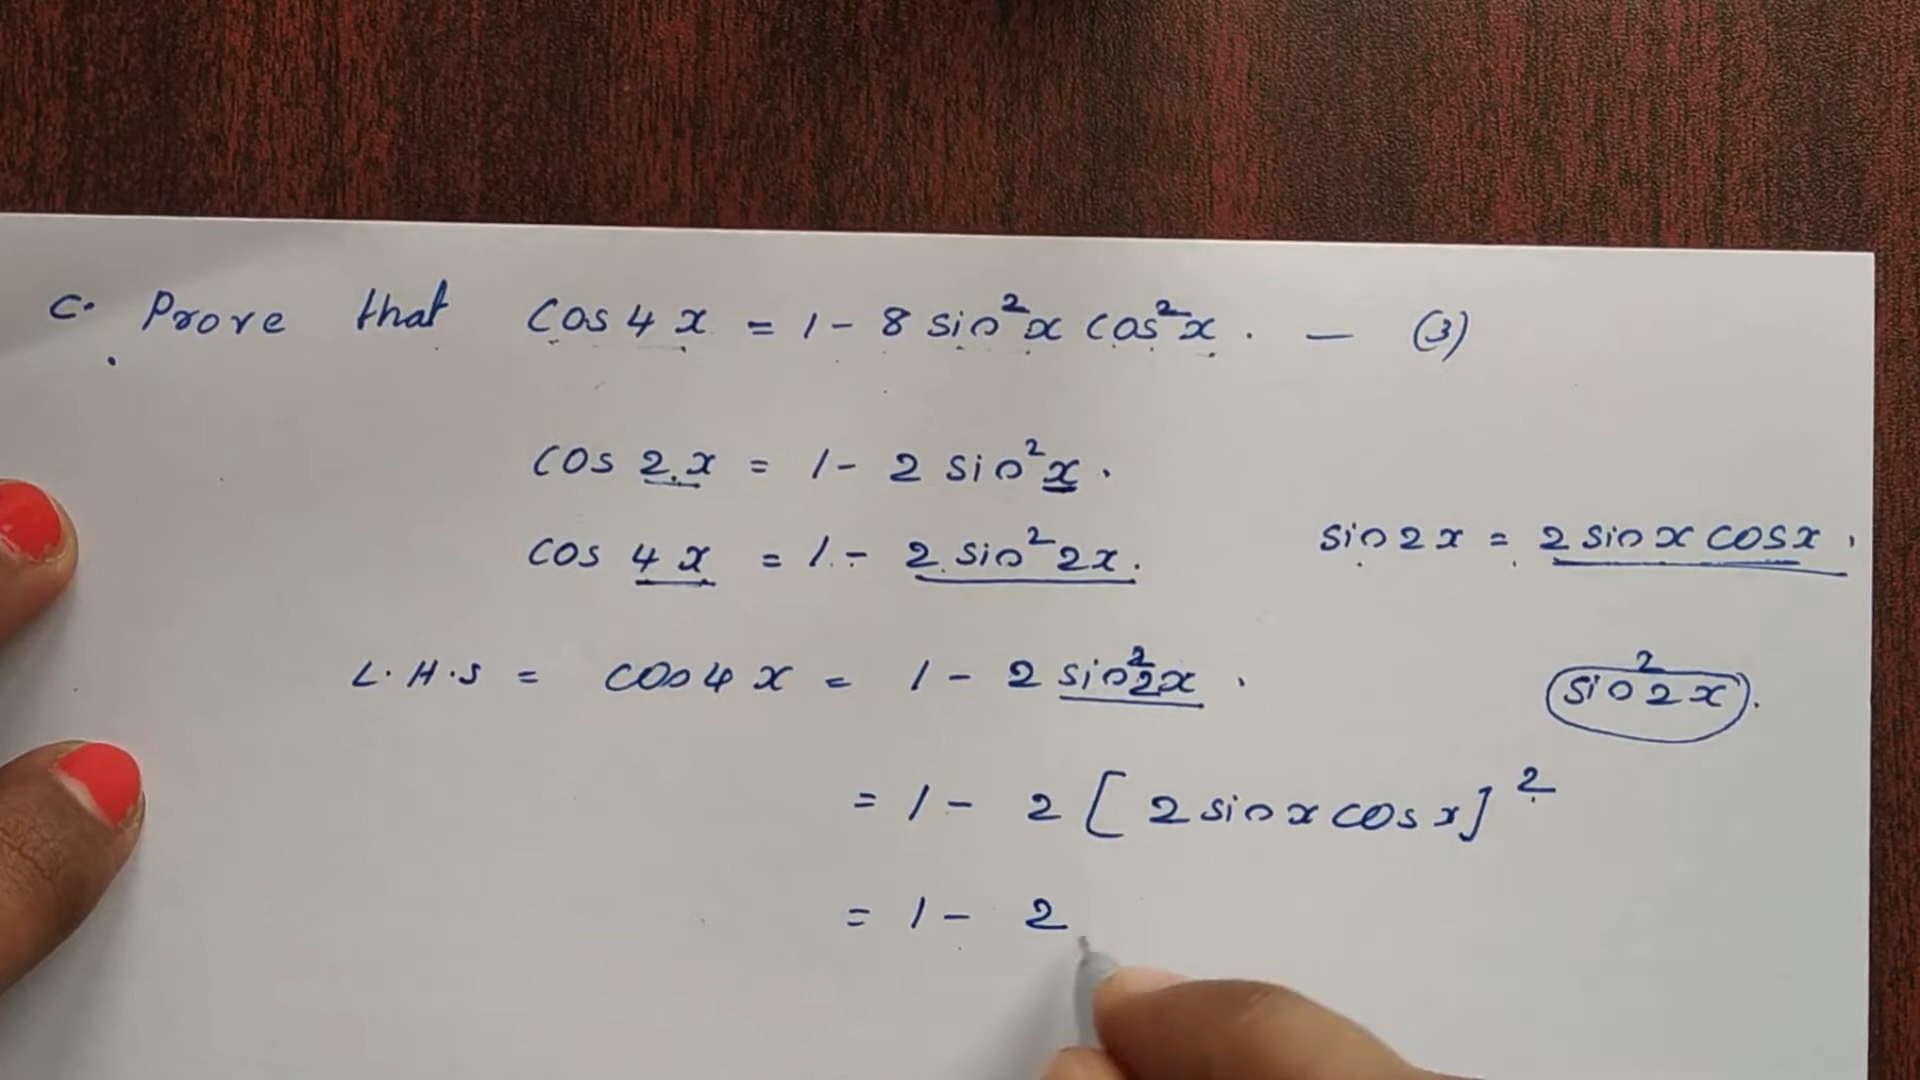 C. Prove that Cos 4x = 1 - 8 sin²x cos²x. — (3)
cos 2x = 1 - 2 sin²x.
cos 4x = 1 - 2 sin²2x.
sin 2x = 2 sin x cos x.
L.H.S = cos 4x = 1 - 2 sin²2x.
sin²2x.
= 1 - 2 [2 sin x cos x]²
= 1 - 2